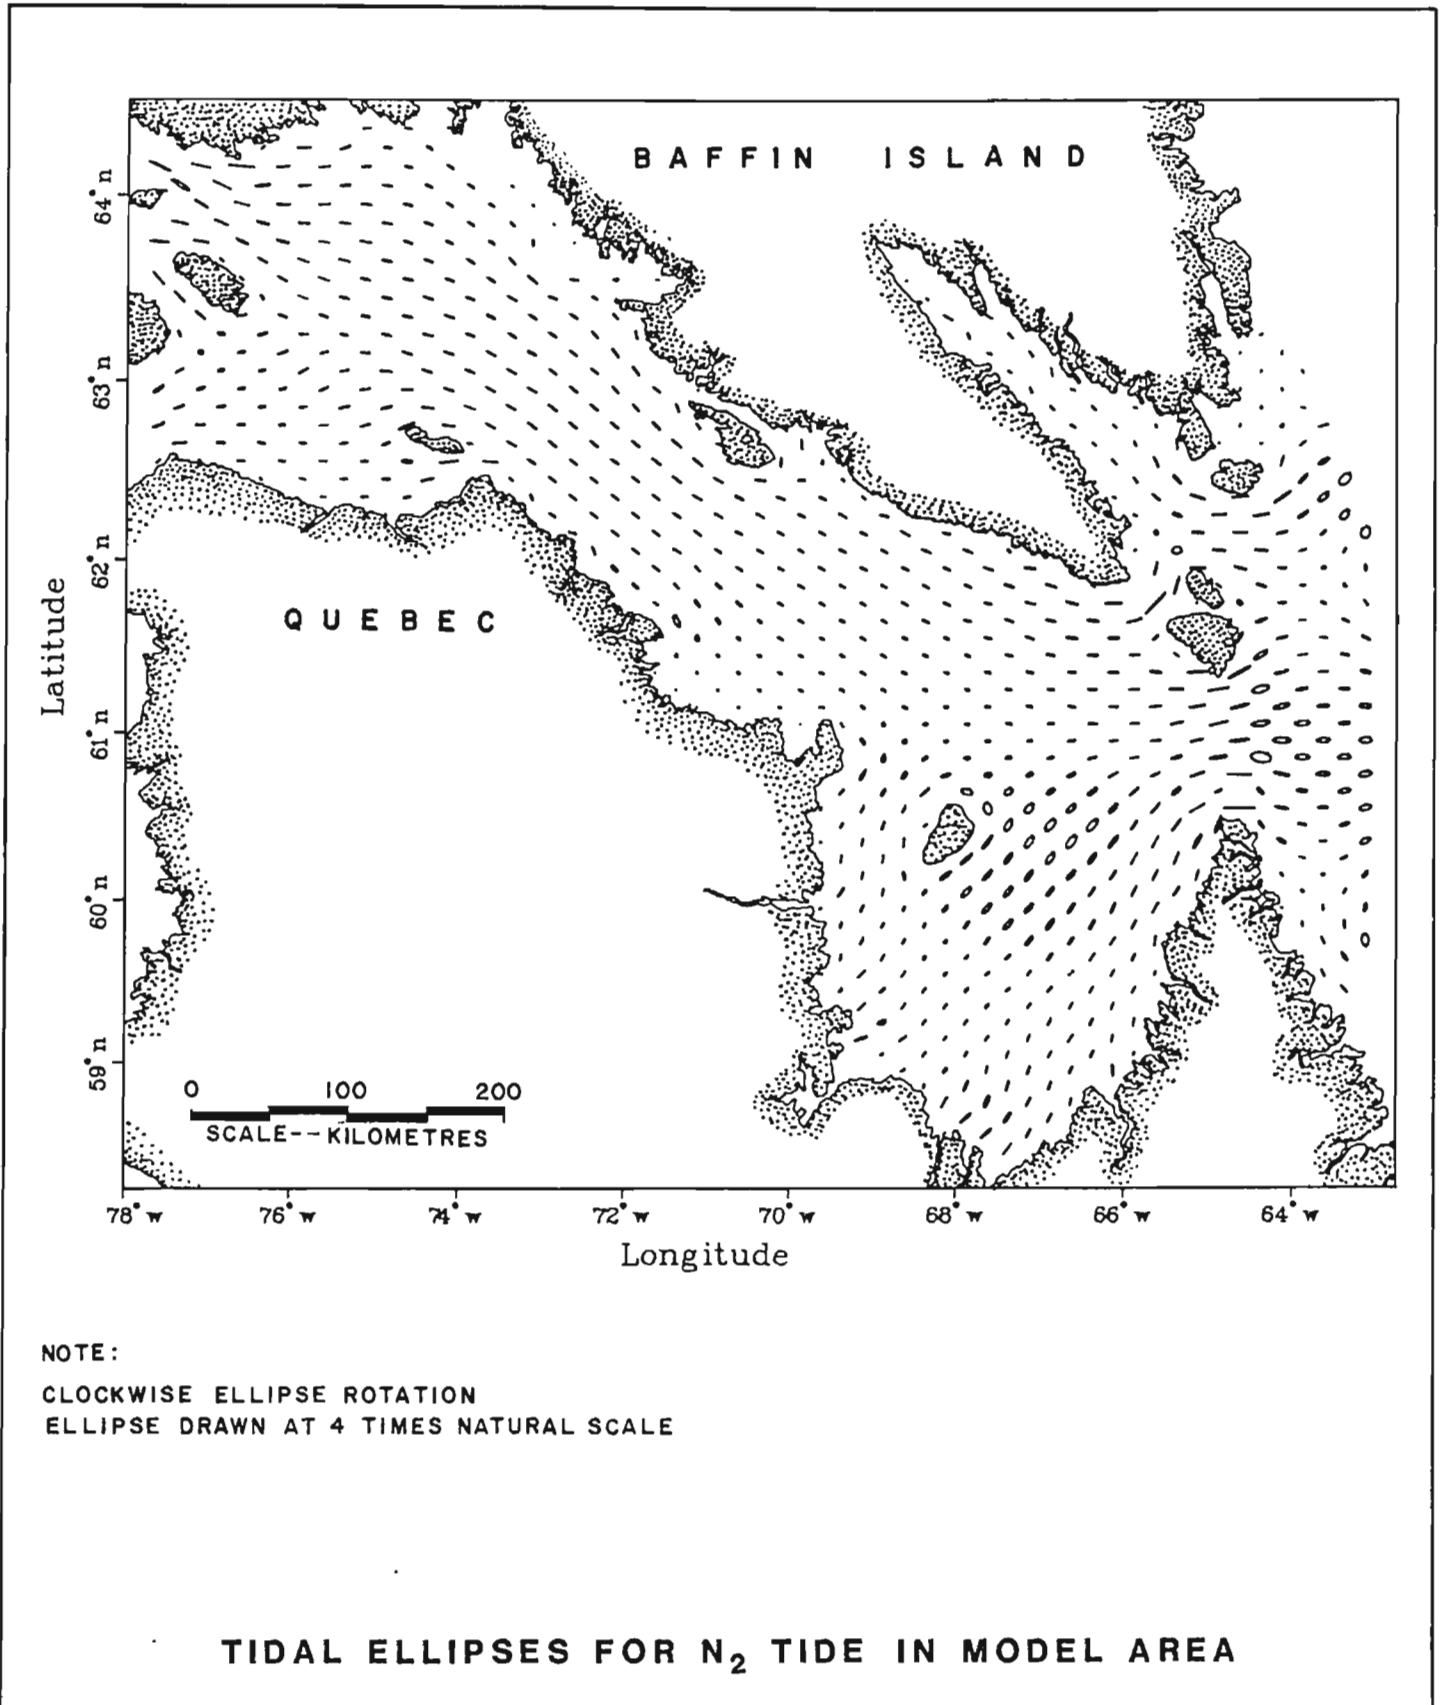 BAFFIN ISLAND
64°n
63°n
QUEBEC
62°n
Latitude
61°n
60°n
59°n
0 100 200
SCALE--KILOMETRES
78°w 76°w 74°w 72°w 70°w 68°w 66°w 64°w
Longitude
NOTE:
CLOCKWISE ELLIPSE ROTATION
ELLIPSE DRAWN AT 4 TIMES NATURAL SCALE
TIDAL ELLIPSES FOR N₂ TIDE IN MODEL AREA